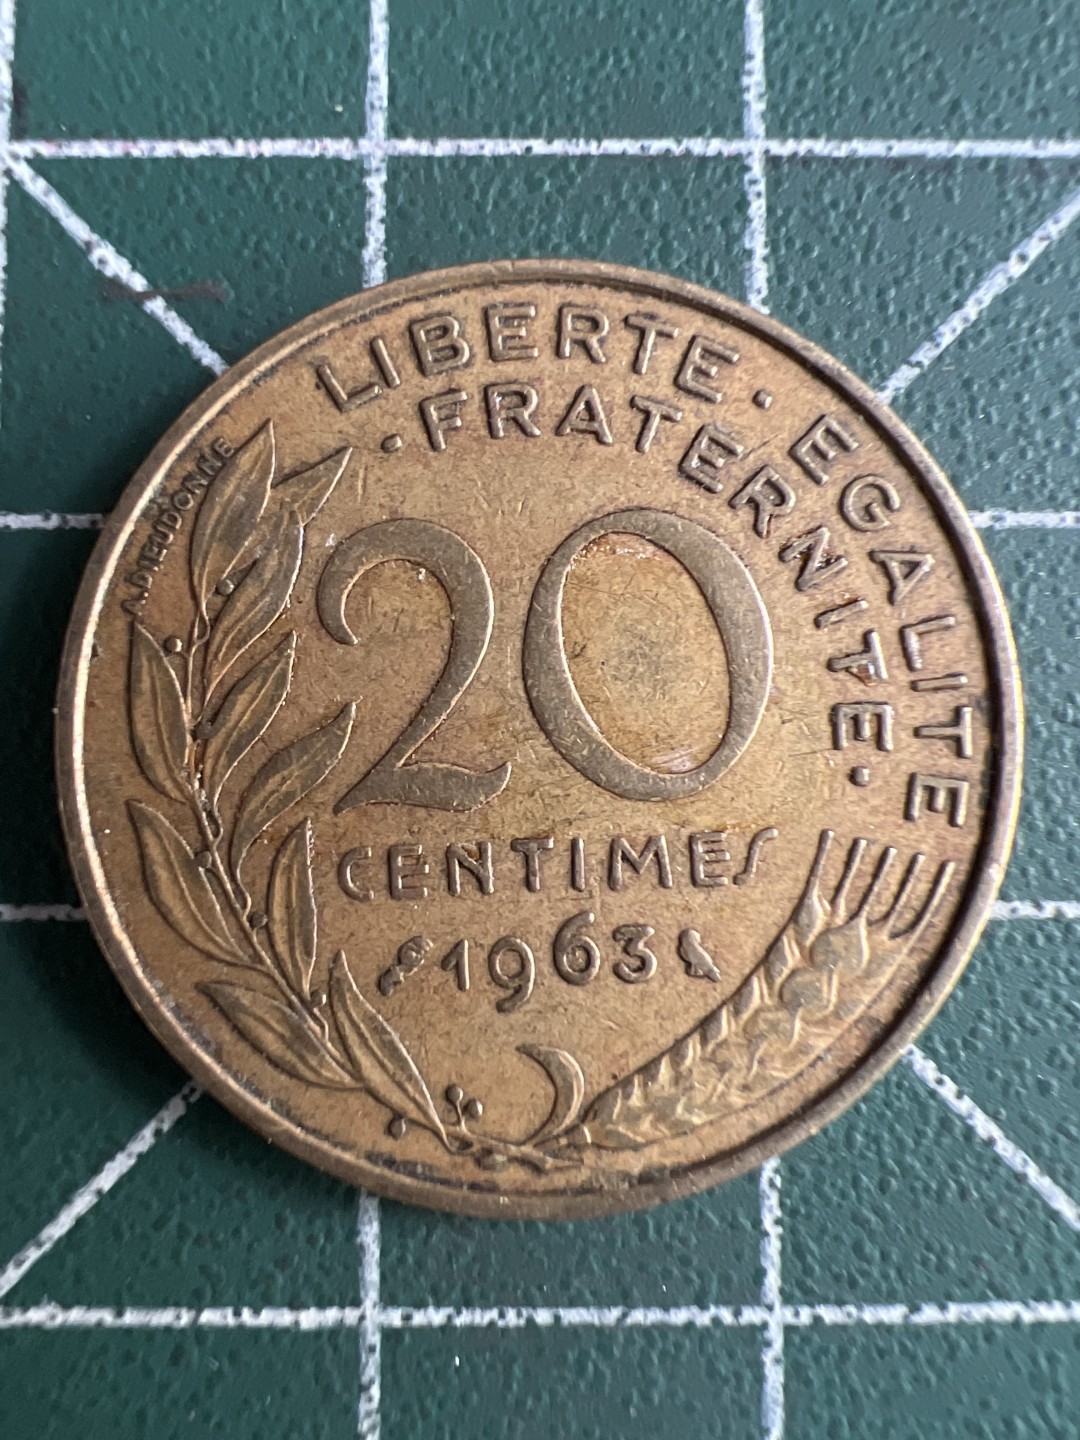 LIBERTE · EGALITE
· FRATERNITE ·
A.DIEUDONNE
20
CENTIMES
1963